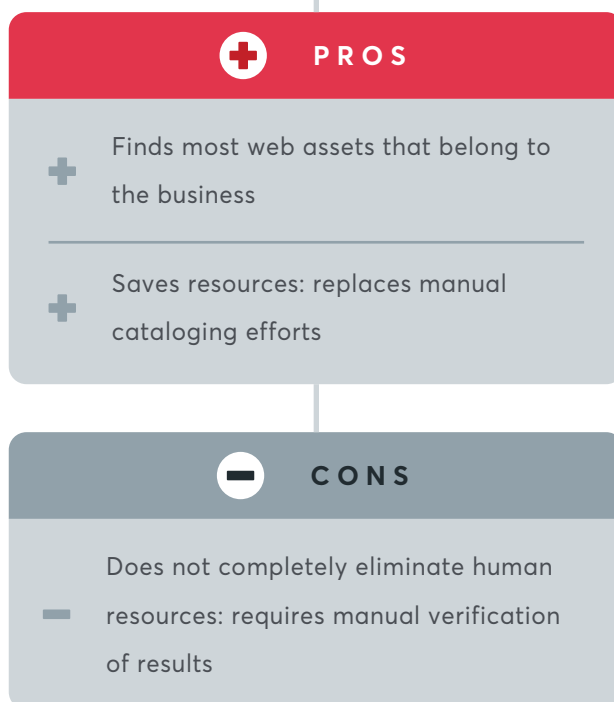 PROS
Finds most web assets that belong to
the business
Saves resources: replaces manual
cataloging efforts
CONS
Does not completely eliminate human
resources: requires manual verification
of results